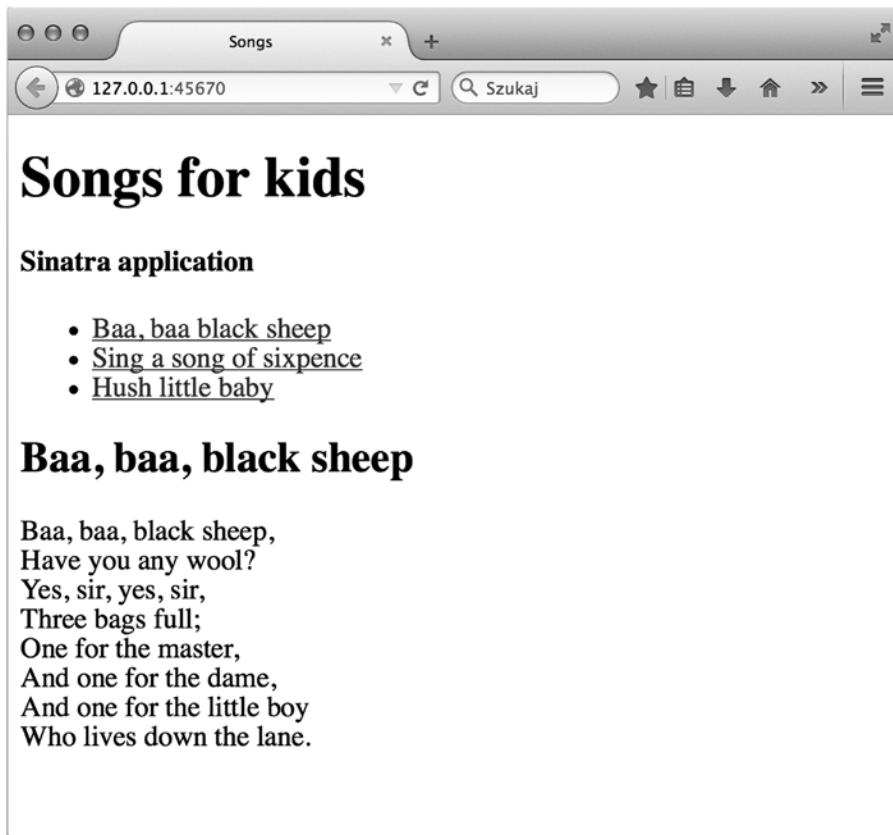 Songs
127.0.0.1:45670
Szukaj
Songs for kids
Sinatra application
Baa, baa black sheep
Sing a song of sixpence
Hush little baby
Baa, baa, black sheep
Baa, baa, black sheep,
Have you any wool?
Yes, sir, yes, sir,
Three bags full;
One for the master,
And one for the dame,
And one for the little boy
Who lives down the lane.